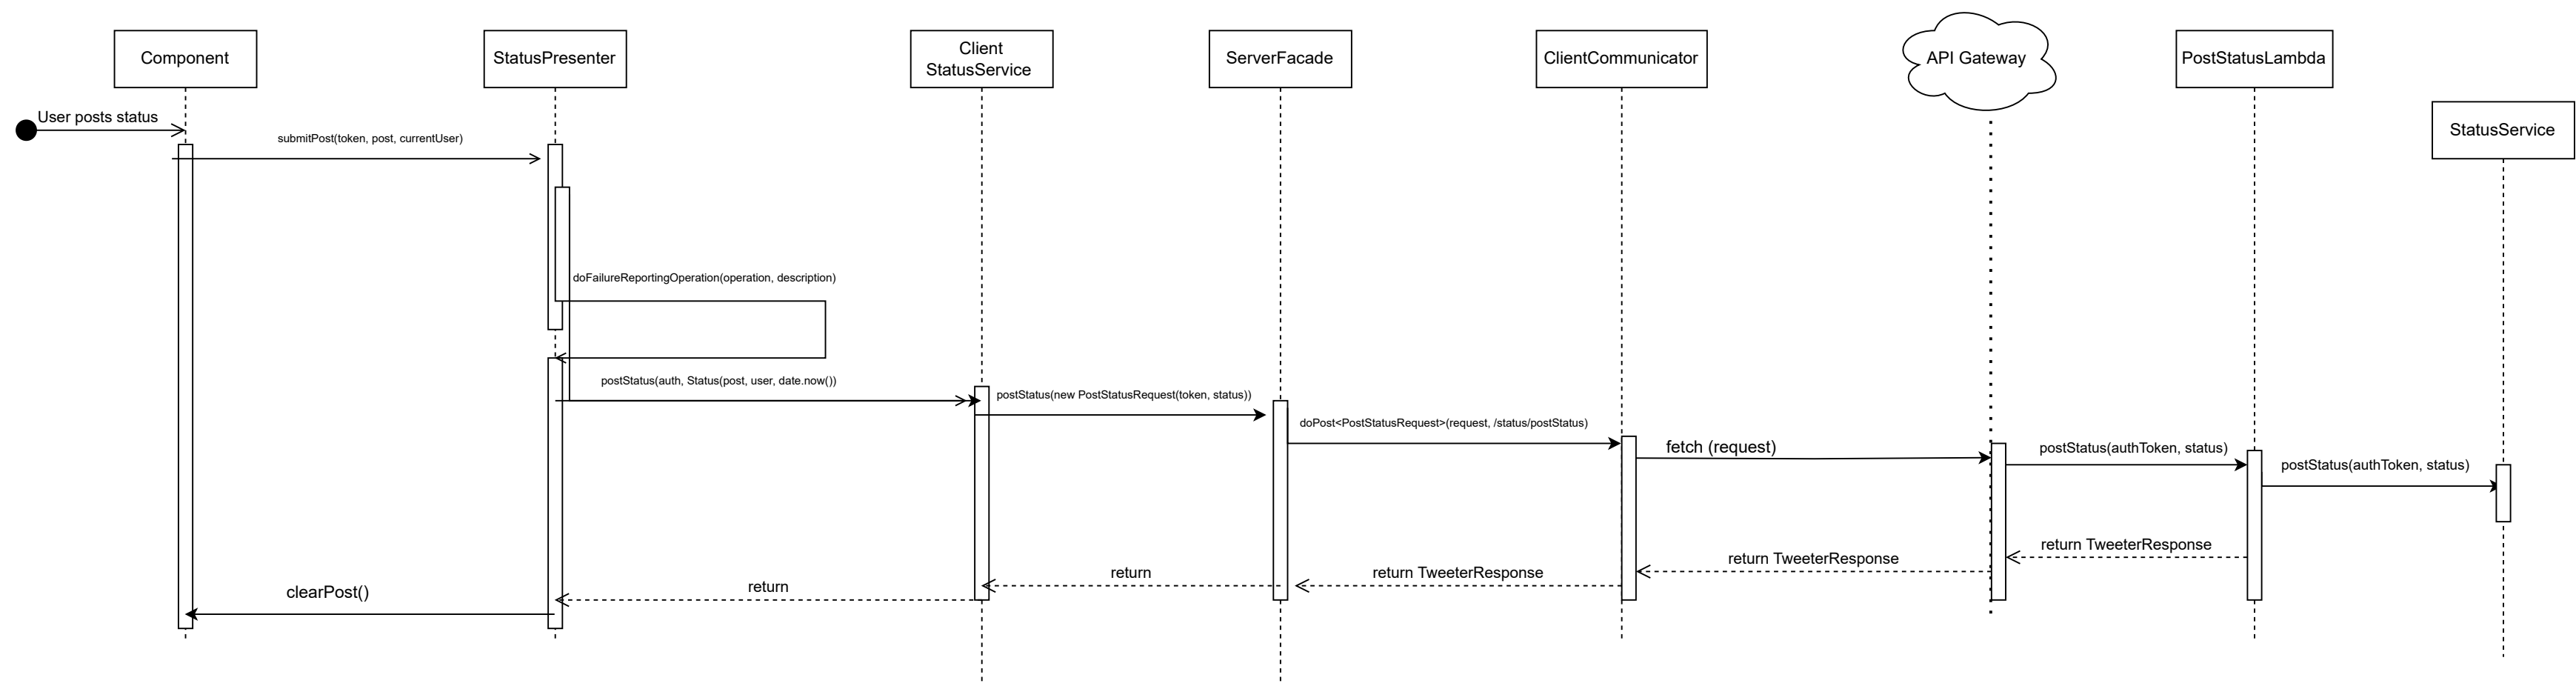 Component
StatusPresenter
Client
StatusService
ServerFacade
ClientCommunicator
API Gateway
PostStatusLambda
StatusService
User posts status
submitPost(token, post, currentUser)
doFailureReportingOperation(operation, description)
postStatus(auth, Status(post, user, date.now())
postStatus(new PostStatusRequest(token, status))
doPost<PostStatusRequest>(request, /status/postStatus)
fetch (request)
postStatus(authToken, status)
postStatus(authToken, status)
return TweeterResponse
return TweeterResponse
return TweeterResponse
return
return
clearPost()